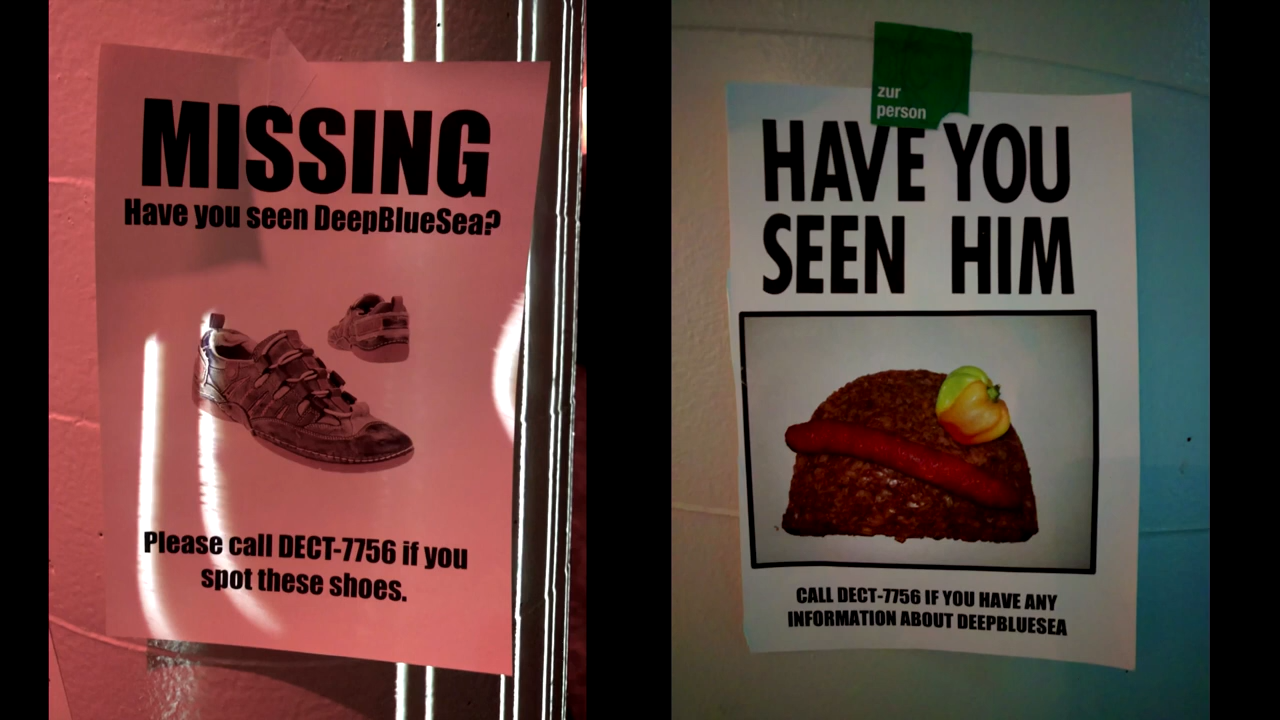 MISSING
Have you seen DeepBlueSea?
Please call DECT-7756 if you
spot these shoes.
zur
person
HAVE YOU
SEEN HIM
CALL DECT-7756 IF YOU HAVE ANY
INFORMATION ABOUT DEEPBLUESEA